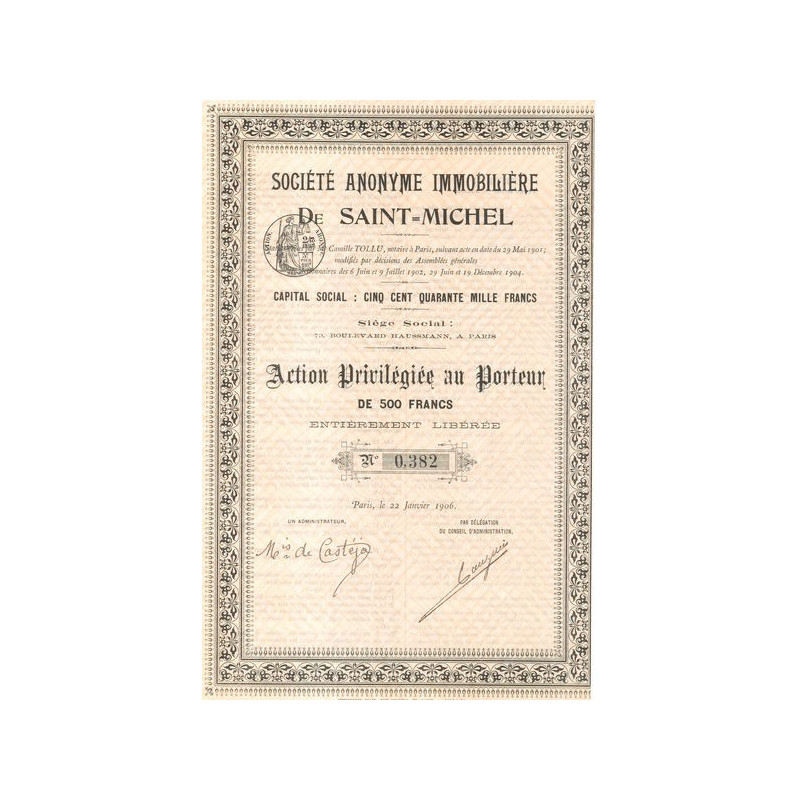 SOCIÉTÉ ANONYME IMMOBILIÈRE
DE SAINT=MICHEL
Camille TOLLU, notaire à Paris, suivant acte en date du 29 Mai 1901;
modifiés par décisions des Assemblées générales
des 6 Juin et 9 Juillet 1902, 29 Juin et 19 Décembre 1904.
CAPITAL SOCIAL : CINQ CENT QUARANTE MILLE FRANCS
Siège Social:
73, BOULEVARD HAUSSMANN, A PARIS
Action Privilégiée au Porteur
DE 500 FRANCS
ENTIÈREMENT LIBÉRÉE
No 0.382
Paris, le 22 Janvier 1906.
UN ADMINISTRATEUR,
PAR DÉLÉGATION
DU CONSEIL D'ADMINISTRATION,
Mis de Castéja